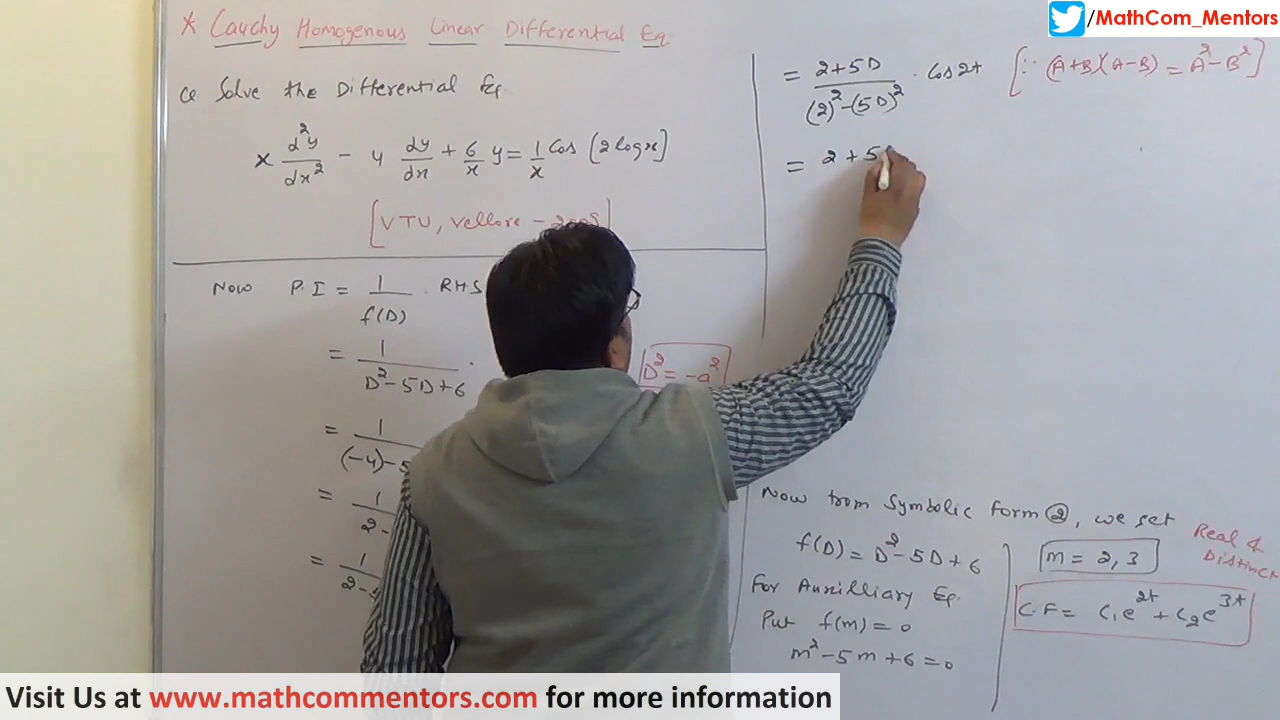 /MathCom_Mentors
* Cauchy Homogenous Linear Differential Eq
Q Solve the Differential Eq.
x d²y/dx² - 4 dy/dx + 6/x y = 1/x Cos [2 log x]
[VTU, Vellore -
Now P.I = 1/f(D) . RHS
= 1/D²-5D+6 .
D² = -a²
= 1/(-4)-5
= 1/2-
= 1/2-5
= 2+5D/(2)²-(5D)² . Cos2t [∵ (A+B)(A-B) = A²-B²]
= 2+5
Now from Symbolic form ②, we get
f(D) = D²-5D+6
For Auxilliary Eq.
Put f(m) = 0
m²-5m+6=0
m = 2, 3
Real & Distinct
C.F = C₁e^2t + C₂e^3t
Visit Us at www.mathcommentors.com for more information